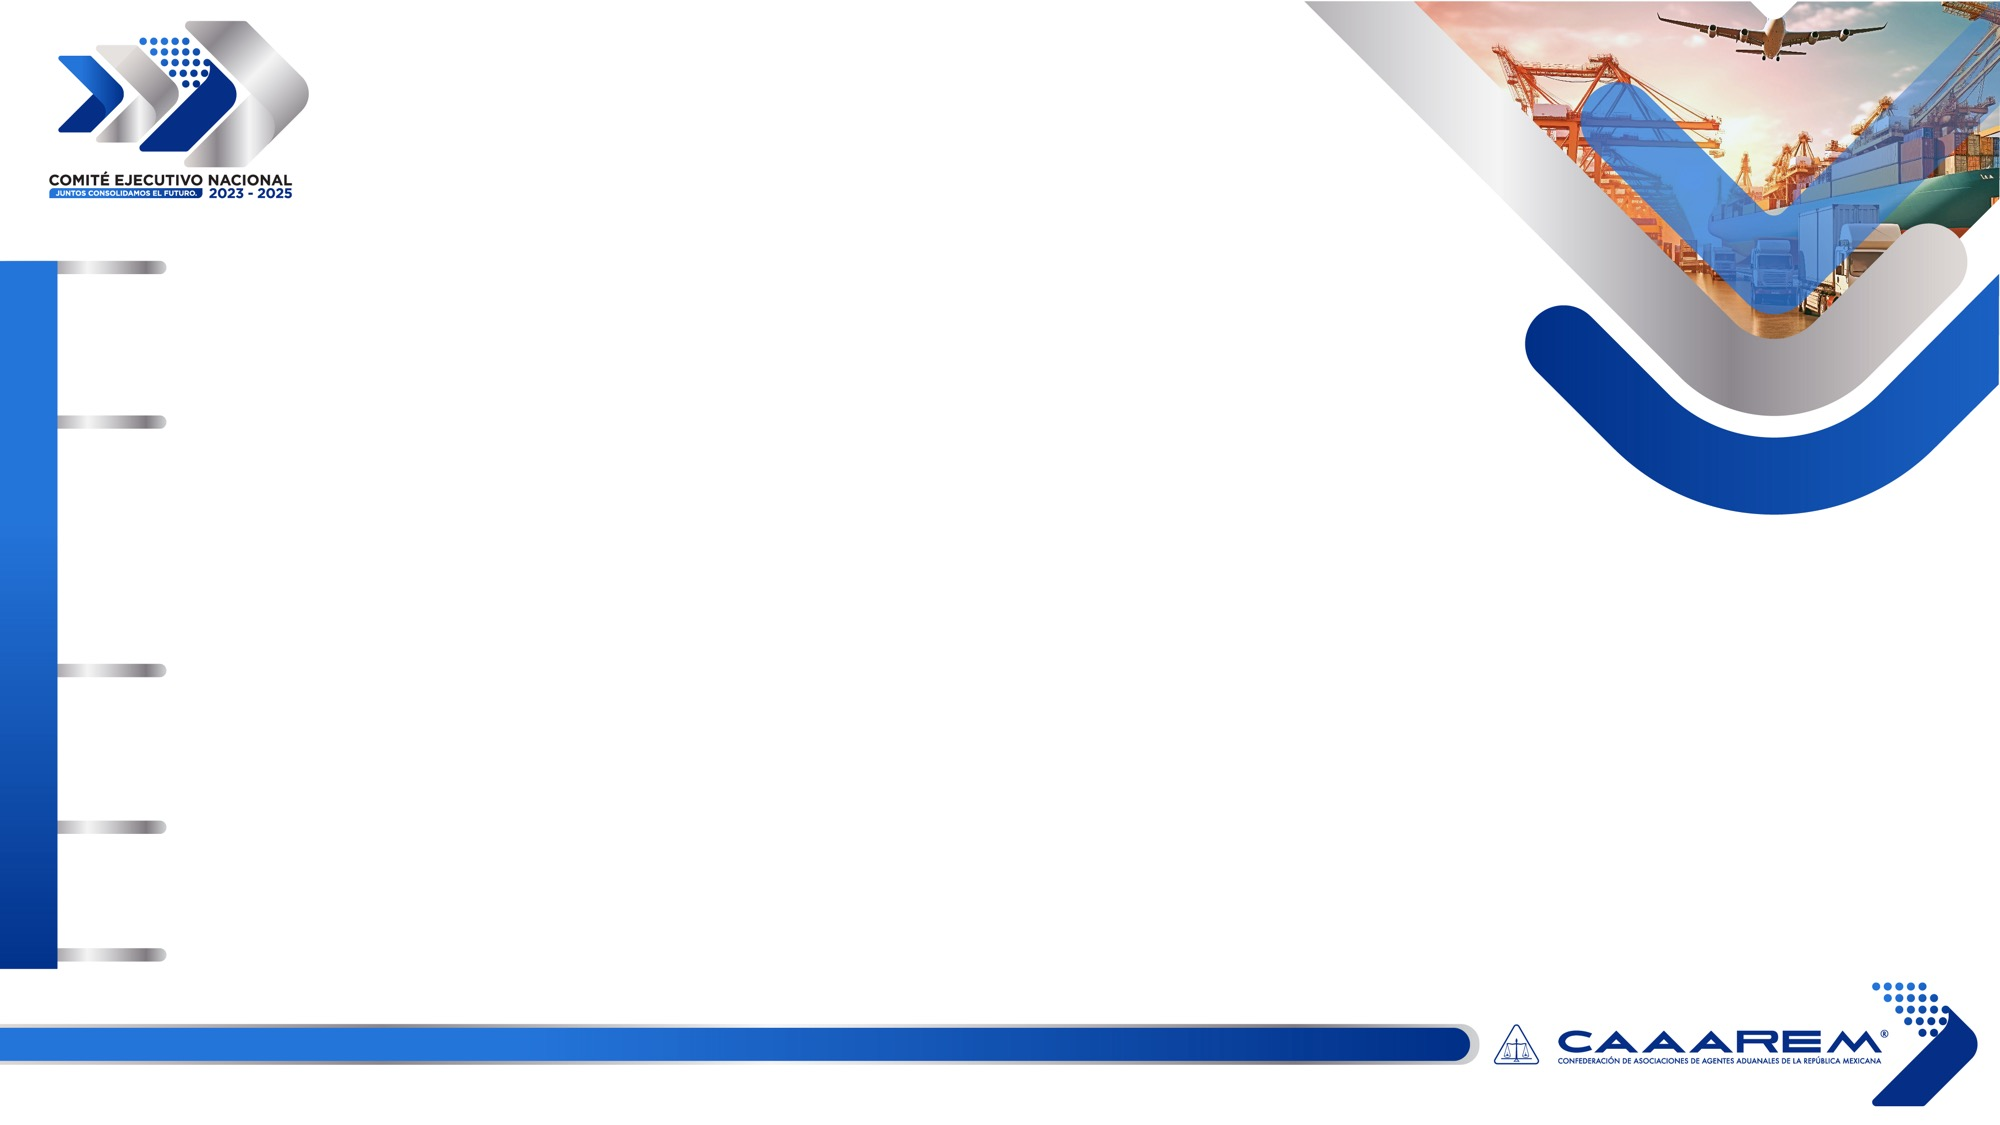 COMITÉ EJECUTIVO NACIONAL
JUNTOS CONSOLIDAMOS EL FUTURO. 2023 - 2025
CAAAREM®
CONFEDERACIÓN DE ASOCIACIONES DE AGENTES ADUANALES DE LA REPÚBLICA MEXICANA